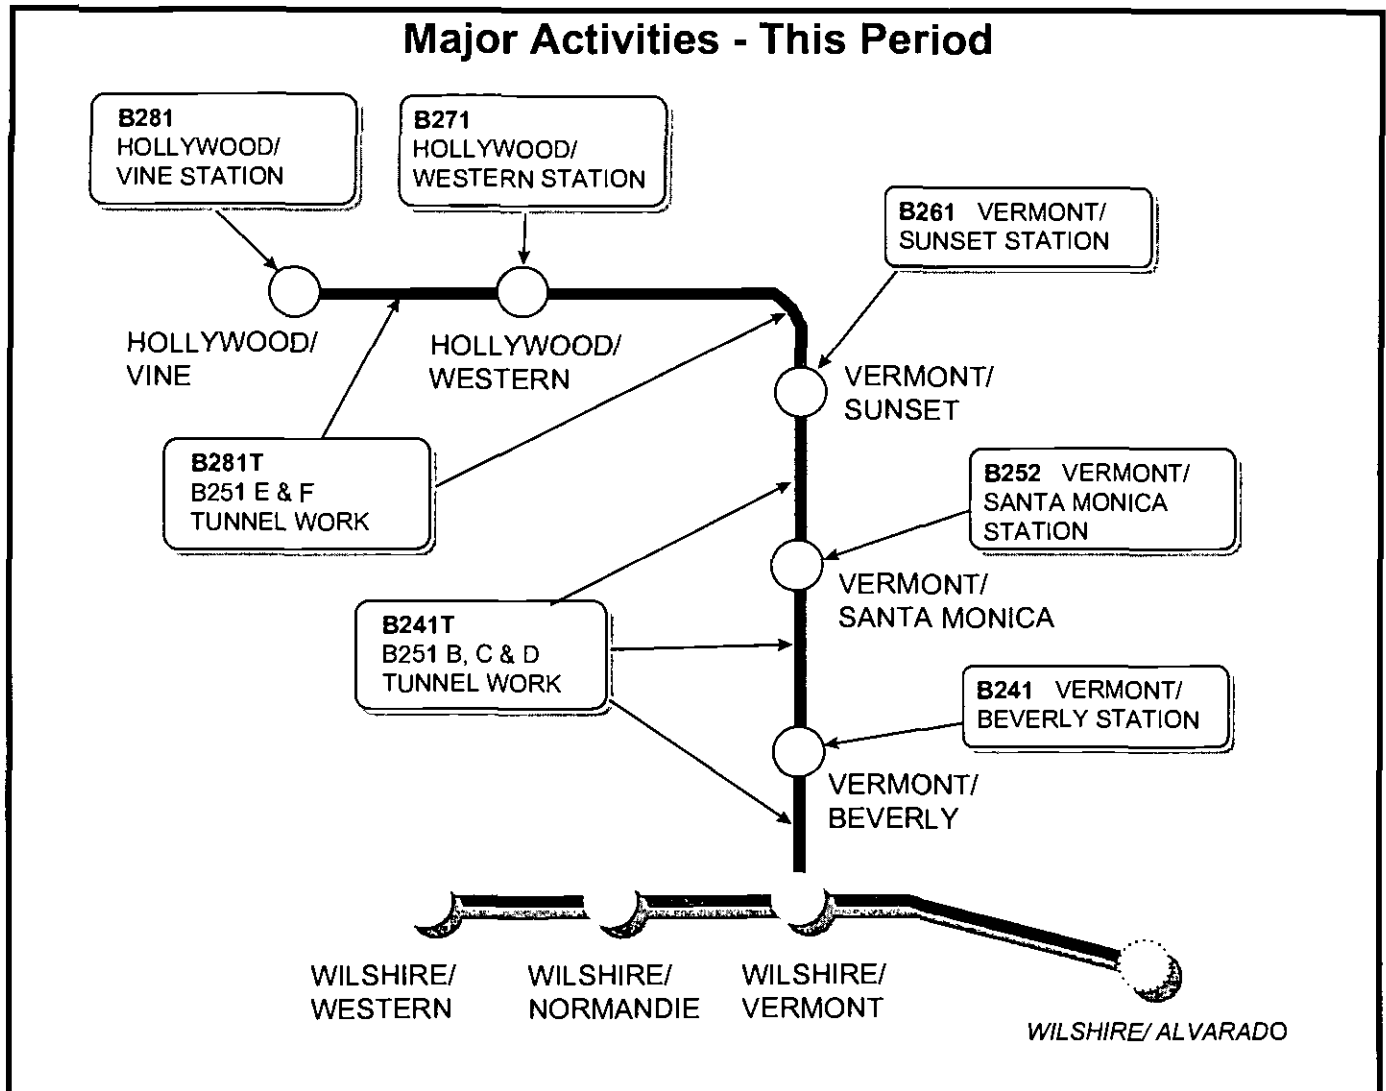 Major Activities - This Period
B281
HOLLYWOOD/
VINE STATION
B271
HOLLYWOOD/
WESTERN STATION
B261 VERMONT/
SUNSET STATION
HOLLYWOOD/
VINE
HOLLYWOOD/
WESTERN
VERMONT/
SUNSET
B281T
B251 E & F
TUNNEL WORK
B252 VERMONT/
SANTA MONICA
STATION
VERMONT/
SANTA MONICA
B241T
B251 B, C & D
TUNNEL WORK
B241 VERMONT/
BEVERLY STATION
VERMONT/
BEVERLY
WILSHIRE/
WESTERN
WILSHIRE/
NORMANDIE
WILSHIRE/
VERMONT
WILSHIRE/ ALVARADO